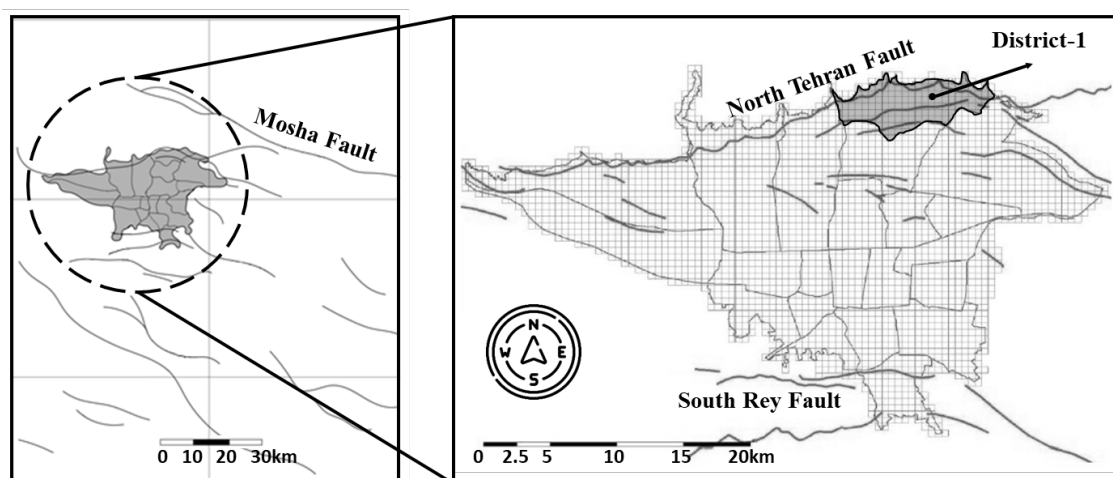 Mosha Fault
0 10 20 30km
District-1
North Tehran Fault
N
W E
S
South Rey Fault
0 2.5 5 10 15 20km